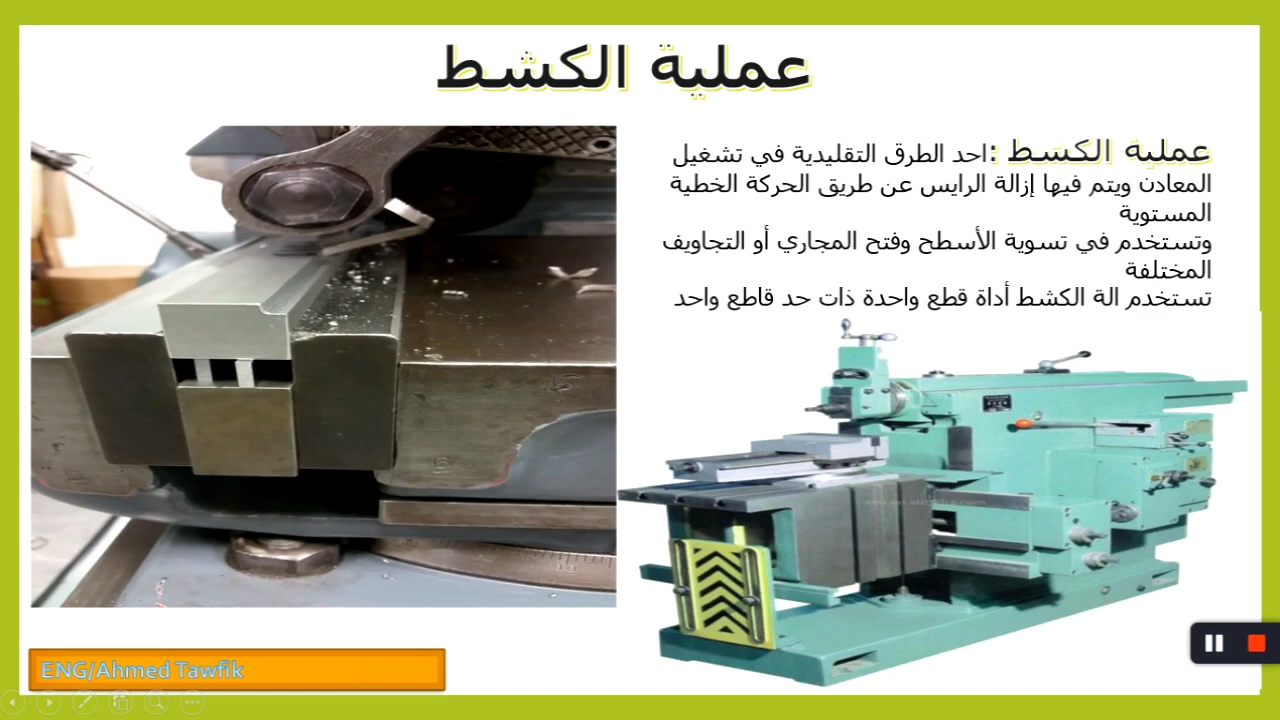 عملية الكشط
عملية الكشط :احد الطرق التقليدية في تشغيل
المعادن ويتم فيها إزالة الرايس عن طريق الحركة الخطية
المستوية
وتستخدم في تسوية الأسطح وفتح المجاري أو التجاويف
المختلفة
تستخدم الة الكشط أداة قطع واحدة ذات حد قاطع واحد
ENG/Ahmed Tawfik